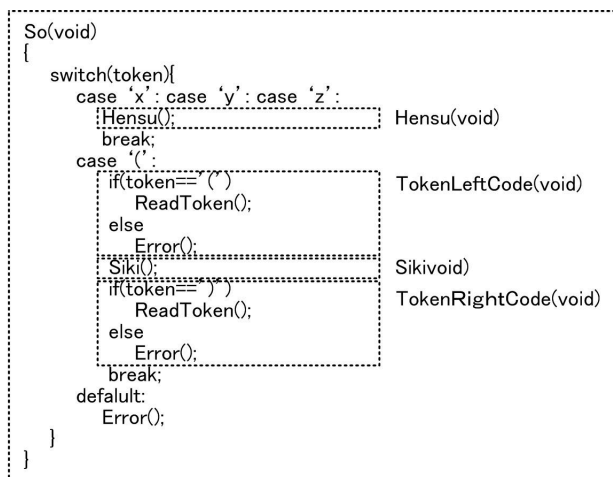 So(void)
{
switch(token){
case ‘x’: case ‘y’: case ‘z’:
Hensu(); Hensu(void)
break;
case ‘(’:
if(token==’(’) TokenLeftCode(void)
ReadToken();
else
Error();
Siki(); Sikivoid)
if(token==’)’) TokenRightCode(void)
ReadToken();
else
Error();
break;
defalult:
Error();
}
}